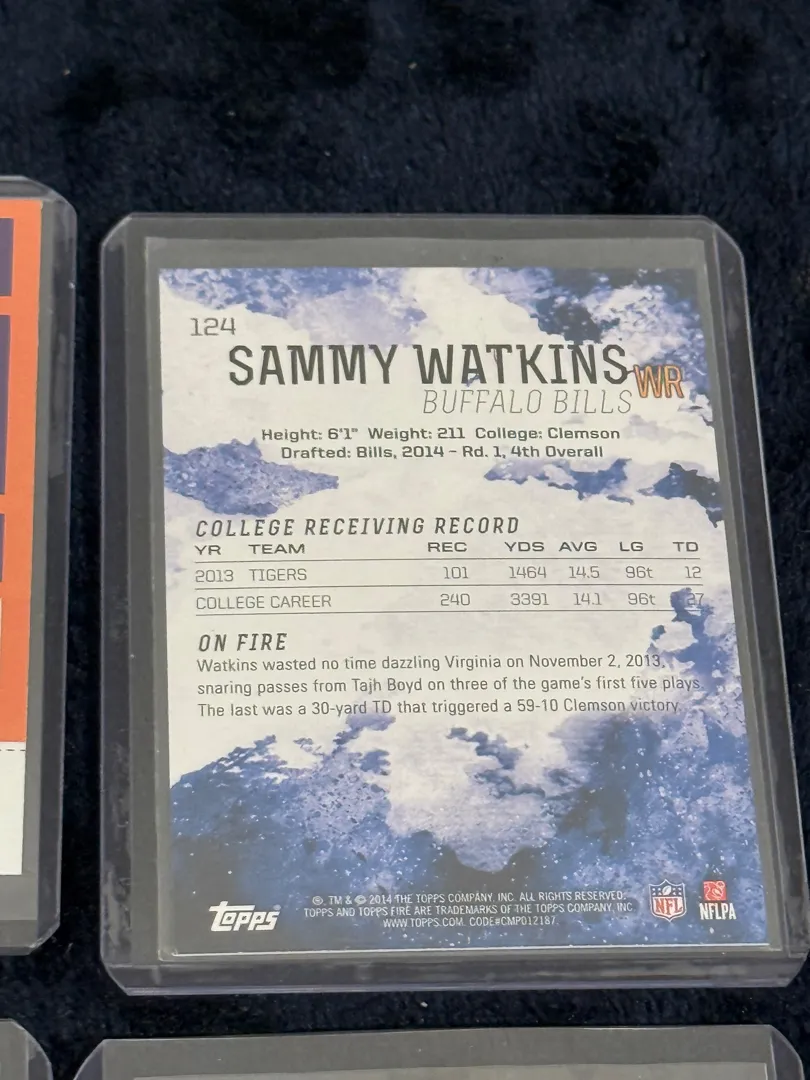 124
SAMMY WATKINS WR
BUFFALO BILLS
Height: 6'1" Weight: 211 College: Clemson
Drafted: Bills, 2014 – Rd. 1, 4th Overall
COLLEGE RECEIVING RECORD
YR TEAM REC YDS AVG LG TD
2013 TIGERS 101 1464 14.5 96t 12
COLLEGE CAREER 240 3391 14.1 96t 27
ON FIRE
Watkins wasted no time dazzling Virginia on November 2, 2013,
snaring passes from Tajh Boyd on three of the game's first five plays.
The last was a 30-yard TD that triggered a 59-10 Clemson victory.
®, TM & © 2014 THE TOPPS COMPANY, INC. ALL RIGHTS RESERVED.
TOPPS AND TOPPS FIRE ARE TRADEMARKS OF THE TOPPS COMPANY, INC.
WWW.TOPPS.COM. CODE#CMP012187.
topps
NFL
NFLPA